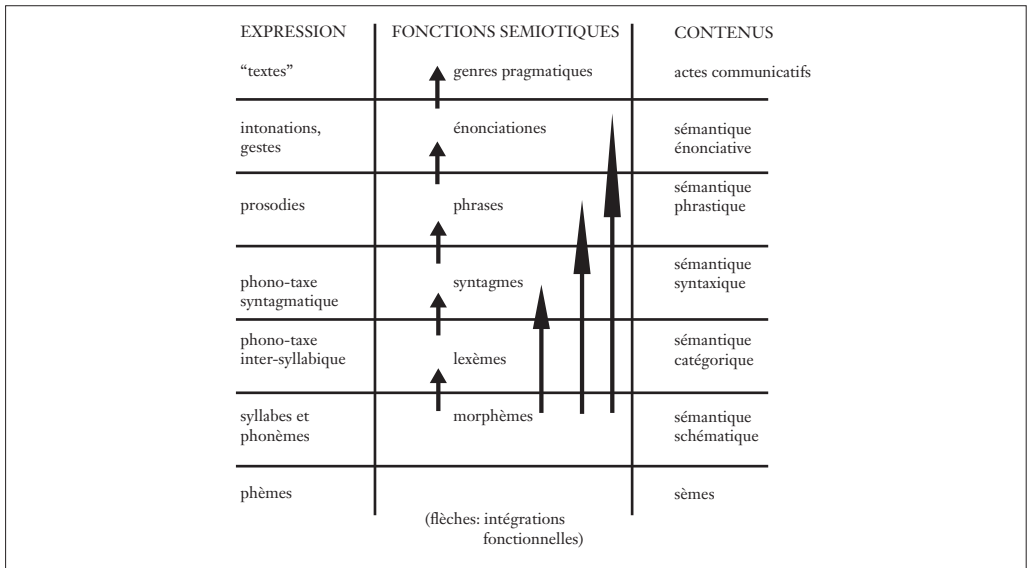 EXPRESSION FONCTIONS SEMIOTIQUES CONTENUS
“textes” genres pragmatiques actes communicatifs
intonations, énonciationes sémantique
gestes énonciative
prosodies phrases sémantique
phrastique
phono-taxe syntagmes sémantique
syntagmatique syntaxique
phono-taxe lexèmes sémantique
inter-syllabique catégorique
syllabes et morphèmes sémantique
phonèmes schématique
phèmes sèmes
(flèches: intégrations
fonctionnelles)